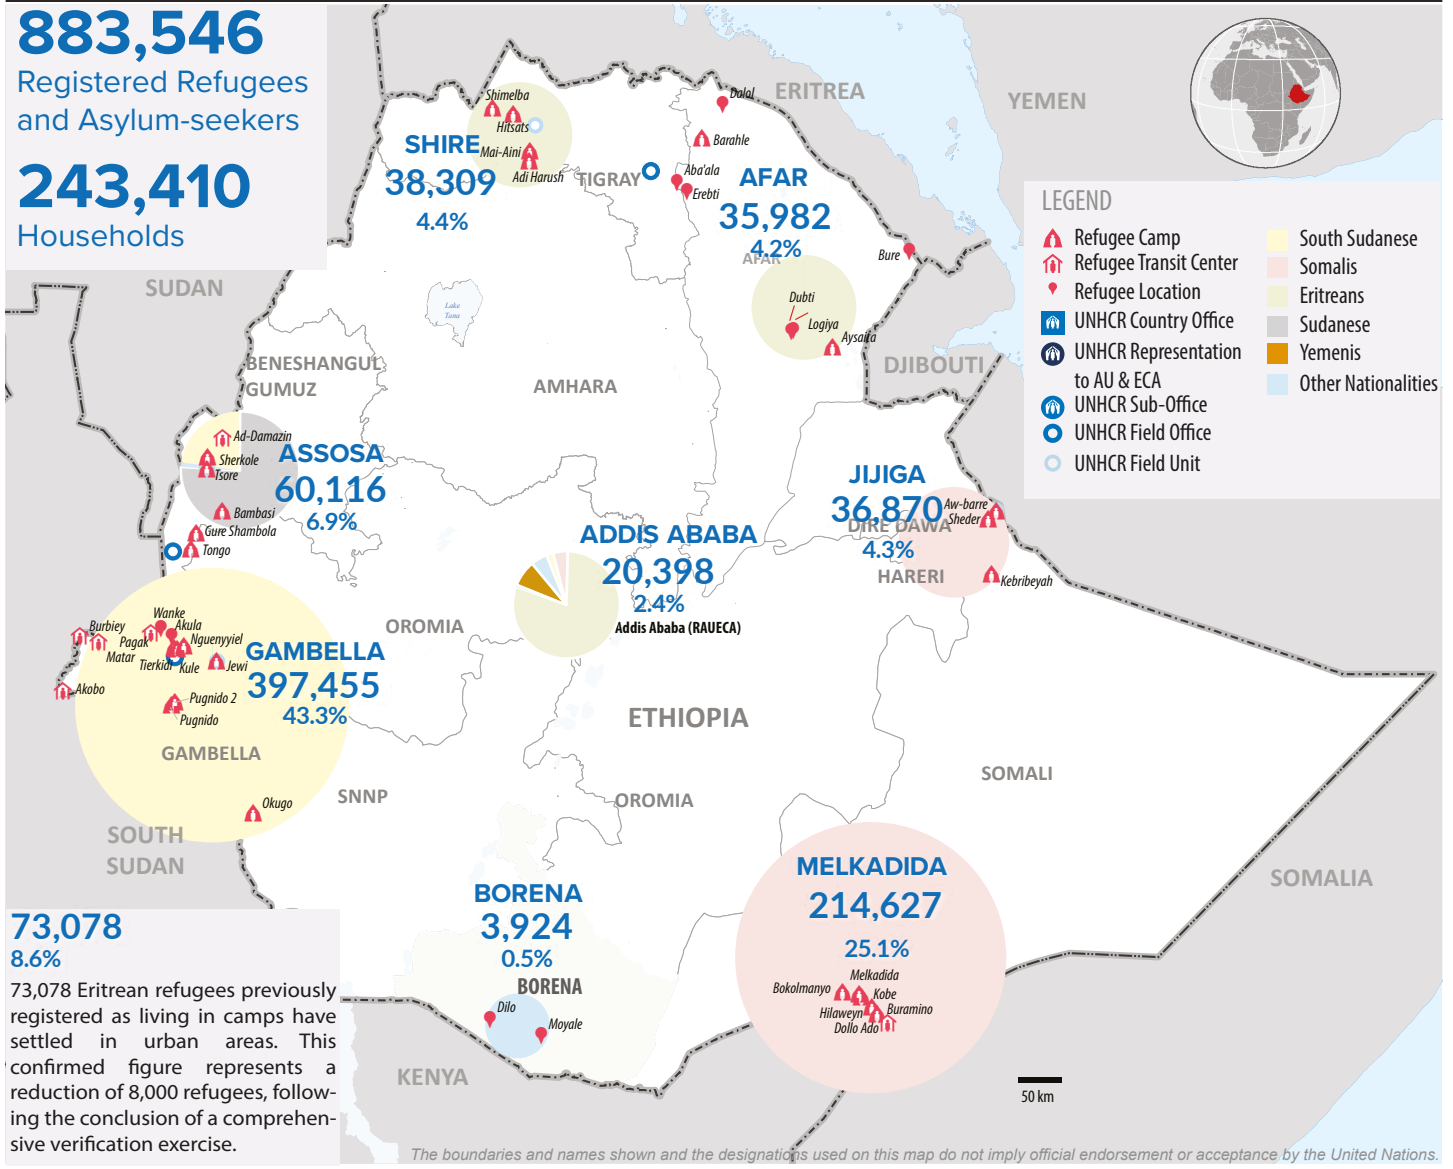 883,546
Registered Refugees
and Asylum-seekers
243,410
Households
ERITREA
YEMEN
SUDAN
DJIBOUTI
SOUTH
SUDAN
KENYA
SOMALIA
ETHIOPIA
SHIRE
38,309
4.4%
Shimelba
Hitsats
Mai-Aini
Adi Harush
TIGRAY
Dalol
Barahle
Aba'ala
Erebti
AFAR
35,982
4.2%
AFAR
Bure
Dubti
Logiya
Aysaita
Lake
Tana
BENESHANGUL
GUMUZ
AMHARA
Ad-Damazin
Sherkole
Tsore
Bambasi
Gure Shambola
Tongo
ASSOSA
60,116
6.9%
JIJIGA
36,870
4.3%
DIRE DAWA
HARERI
Aw-barre
Sheder
Kebribeyah
ADDIS ABABA
20,398
2.4%
Addis Ababa (RAUECA)
OROMIA
Wanke
Burbiey
Akula
Pagak
Nguenyyiel
Matar
Tierkidi
Kule
Jewi
Akobo
Pugnido 2
Pugnido
GAMBELLA
397,455
43.3%
GAMBELLA
Okugo
SNNP
OROMIA
SOMALI
MELKADIDA
214,627
25.1%
Melkadida
Bokolmanyo
Kobe
Hilaweyn
Buramino
Dollo Ado
BORENA
3,924
0.5%
BORENA
Dilo
Moyale
LEGEND
Refugee Camp
Refugee Transit Center
Refugee Location
UNHCR Country Office
UNHCR Representation
to AU & ECA
UNHCR Sub-Office
UNHCR Field Office
UNHCR Field Unit
South Sudanese
Somalis
Eritreans
Sudanese
Yemenis
Other Nationalities
73,078
8.6%
73,078 Eritrean refugees previously
registered as living in camps have
settled in urban areas. This
confirmed figure represents a
reduction of 8,000 refugees, follow-
ing the conclusion of a comprehen-
sive verification exercise.
50 km
The boundaries and names shown and the designations used on this map do not imply official endorsement or acceptance by the United Nations.